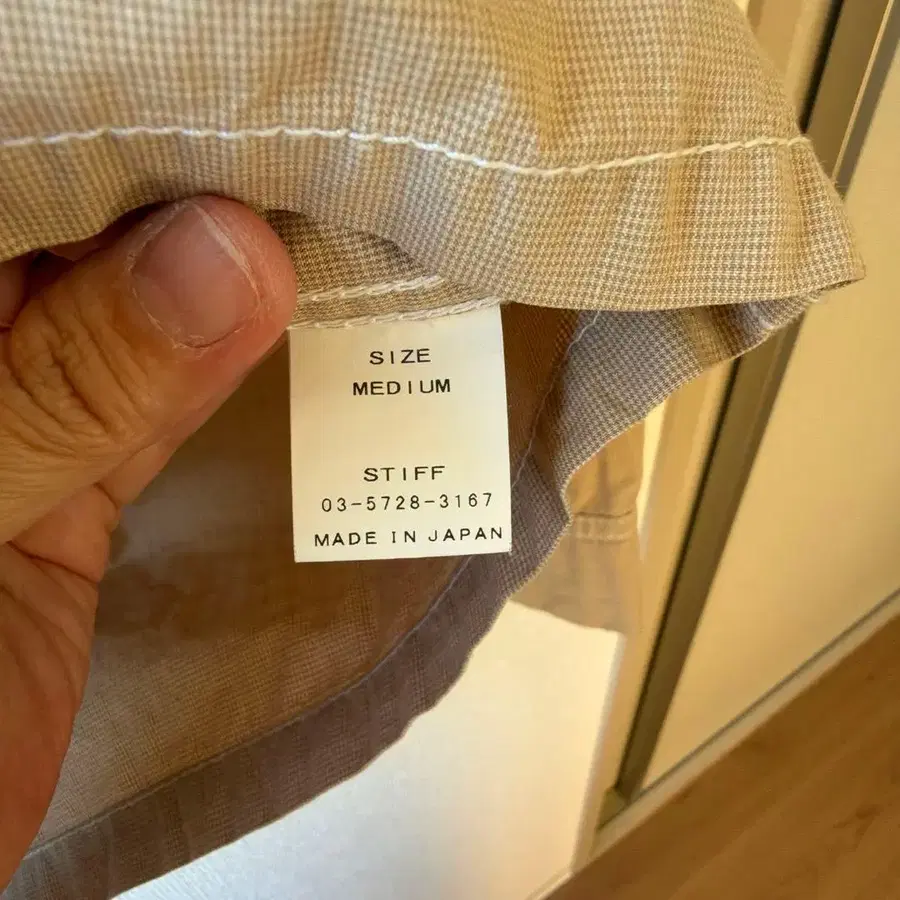 SIZE
MEDIUM
STIFF
03-5728-3167
MADE IN JAPAN